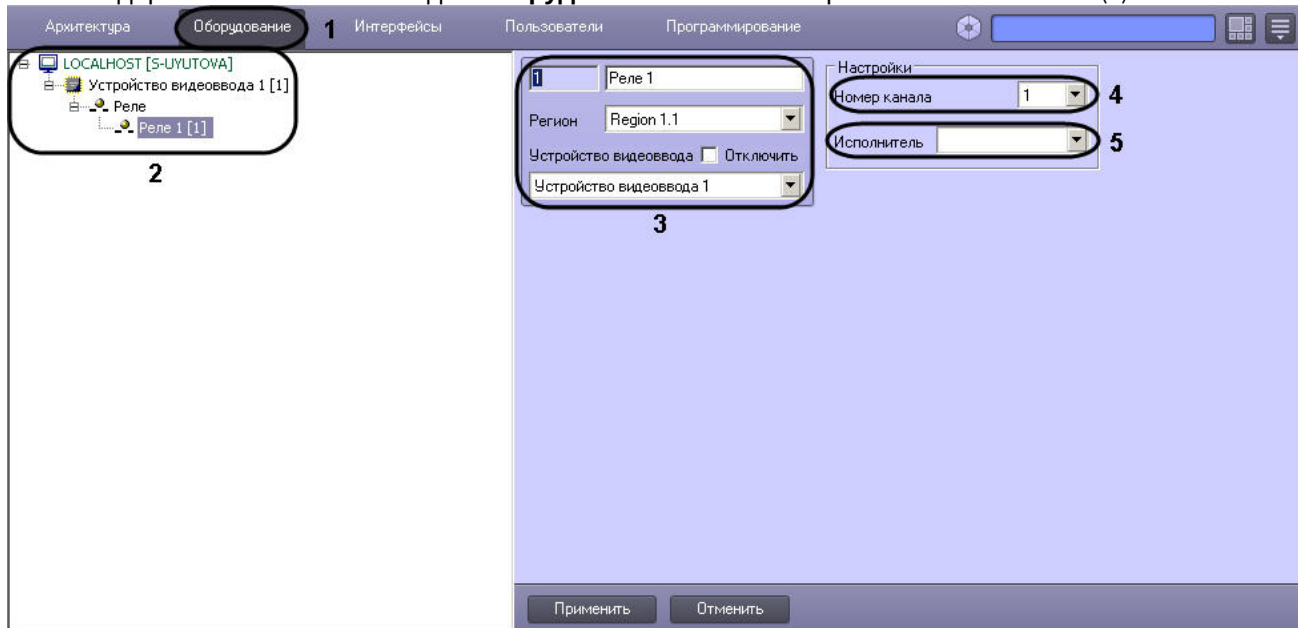 Архитектура Оборудование 1 Интерфейсы Пользователи Программирование
LOCALHOST [S-UYUTOVA]
Устройство видеоввода 1 [1]
Реле
Реле 1 [1]
2
1 Реле 1
Регион Region 1.1
Устройство видеоввода Отключить
Устройство видеоввода 1
3
Настройки
Номер канала 1 4
Исполнитель 5
Применить Отменить